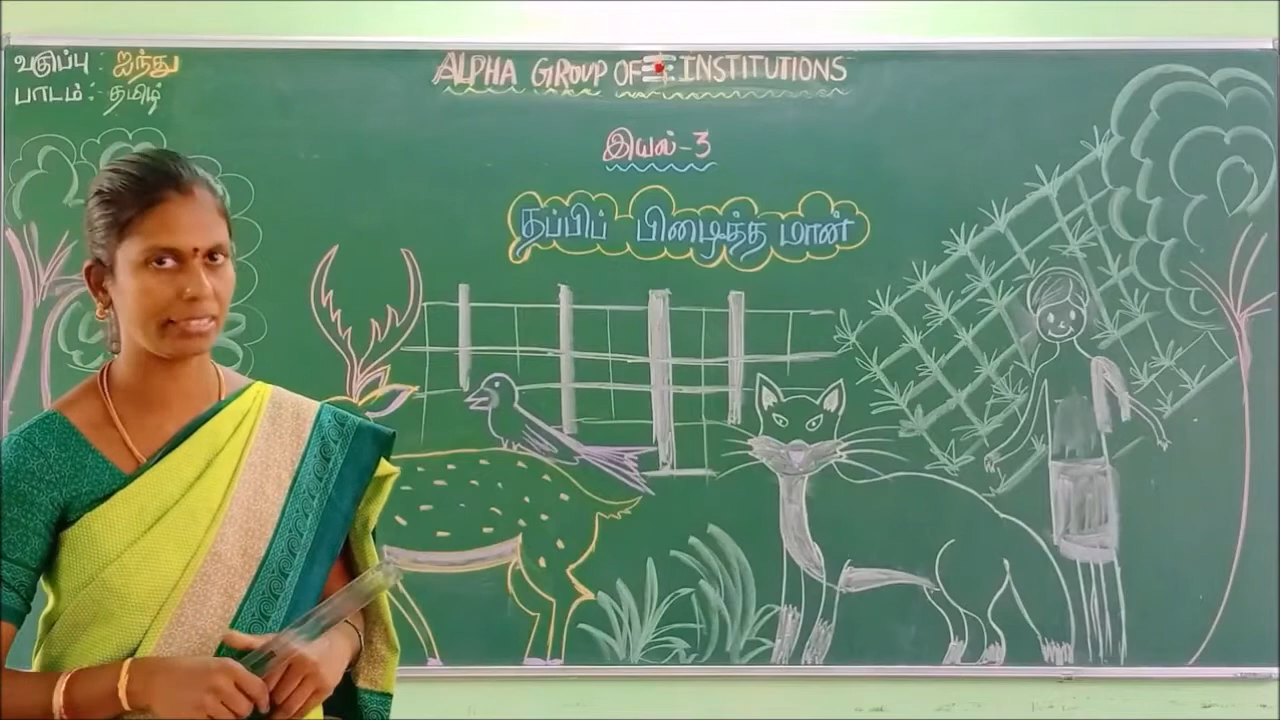 வகுப்பு : ஐந்து
பாடம் :- தமிழ்
ALPHA GROUP OF INSTITUTIONS
இயல் - 3
தப்பிப் பிழைத்த மான்